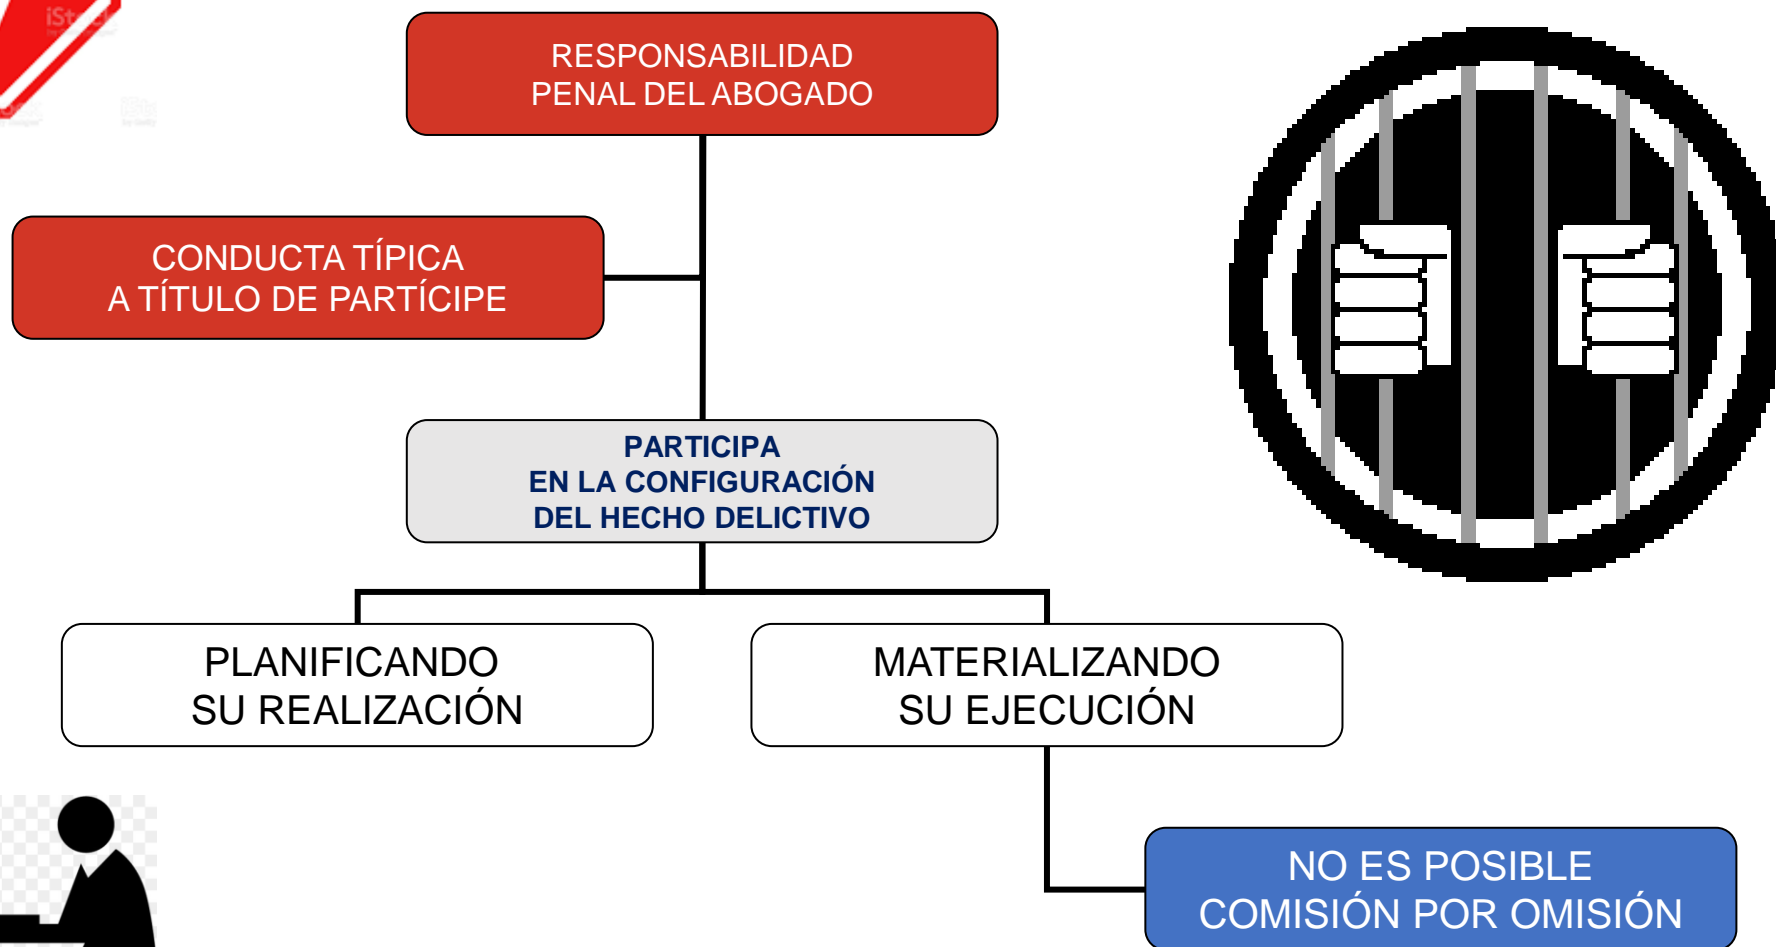 iStock
RESPONSABILIDAD
PENAL DEL ABOGADO
CONDUCTA TÍPICA
A TÍTULO DE PARTÍCIPE
PARTICIPA
EN LA CONFIGURACIÓN
DEL HECHO DELICTIVO
PLANIFICANDO
SU REALIZACIÓN
MATERIALIZANDO
SU EJECUCIÓN
NO ES POSIBLE
COMISIÓN POR OMISIÓN